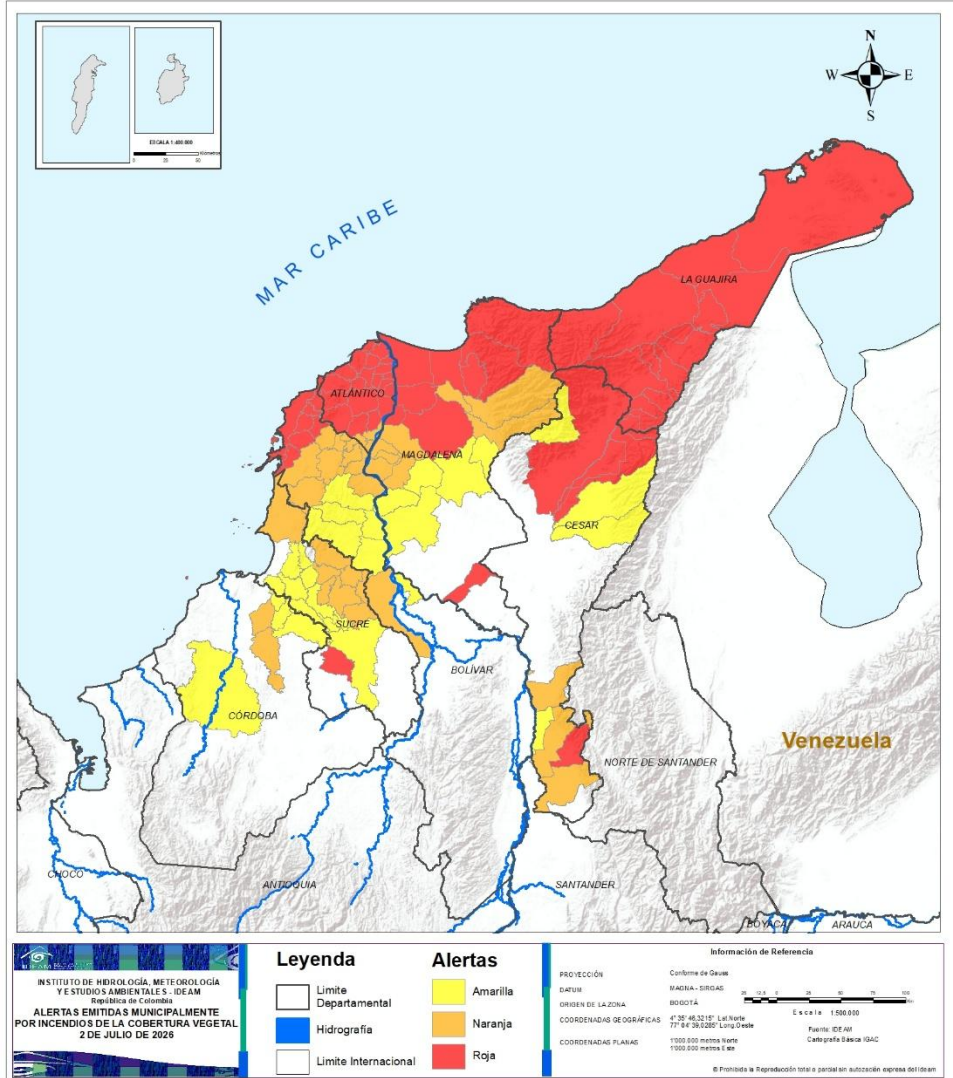 N
W E
S
ESCALA 1:400.000
0 25 50 Kilómetros
MAR CARIBE
LA GUAJIRA
ATLÁNTICO
MAGDALENA
CESAR
SUCRE
BOLÍVAR
CÓRDOBA
Venezuela
NORTE DE SANTANDER
CHOCO
ANTIOQUIA
SANTANDER
BOYACA
ARAUCA
IDEAM
INSTITUTO DE HIDROLOGÍA, METEOROLOGÍA
Y ESTUDIOS AMBIENTALES - IDEAM
República de Colombia
ALERTAS EMITIDAS MUNICIPALMENTE
POR INCENDIOS DE LA COBERTURA VEGETAL
2 DE JULIO DE 2026
Leyenda
Limite
Departamental
Hidrografía
Limite Internacional
Alertas
Amarilla
Naranja
Roja
Información de Referencia
PROYECCIÓN Conforme de Gauss
DATUM MAGNA - SIRGAS
ORIGEN DE LA ZONA BOGOTÁ
COORDENADAS GEOGRÁFICAS 4° 35' 46,3215" Lat.Norte
77° 04' 39,0285" Long.Oeste
COORDENADAS PLANAS 1'000.000 metros Norte
1'000.000 metros Este
Escala 1:500.000
Fuente: IDEAM
Cartografía Básica IGAC
® Prohibida la Reproducción total o parcial sin autozación expresa del Ideam